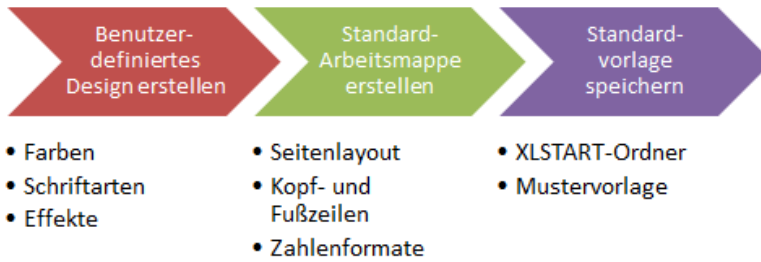 Benutzer-
definiertes
Design erstellen
• Farben
• Schriftarten
• Effekte
Standard-
Arbeitsmappe
erstellen
• Seitenlayout
• Kopf- und
Fußzeilen
• Zahlenformate
Standard-
vorlage
speichern
• XLSTART-Ordner
• Mustervorlage